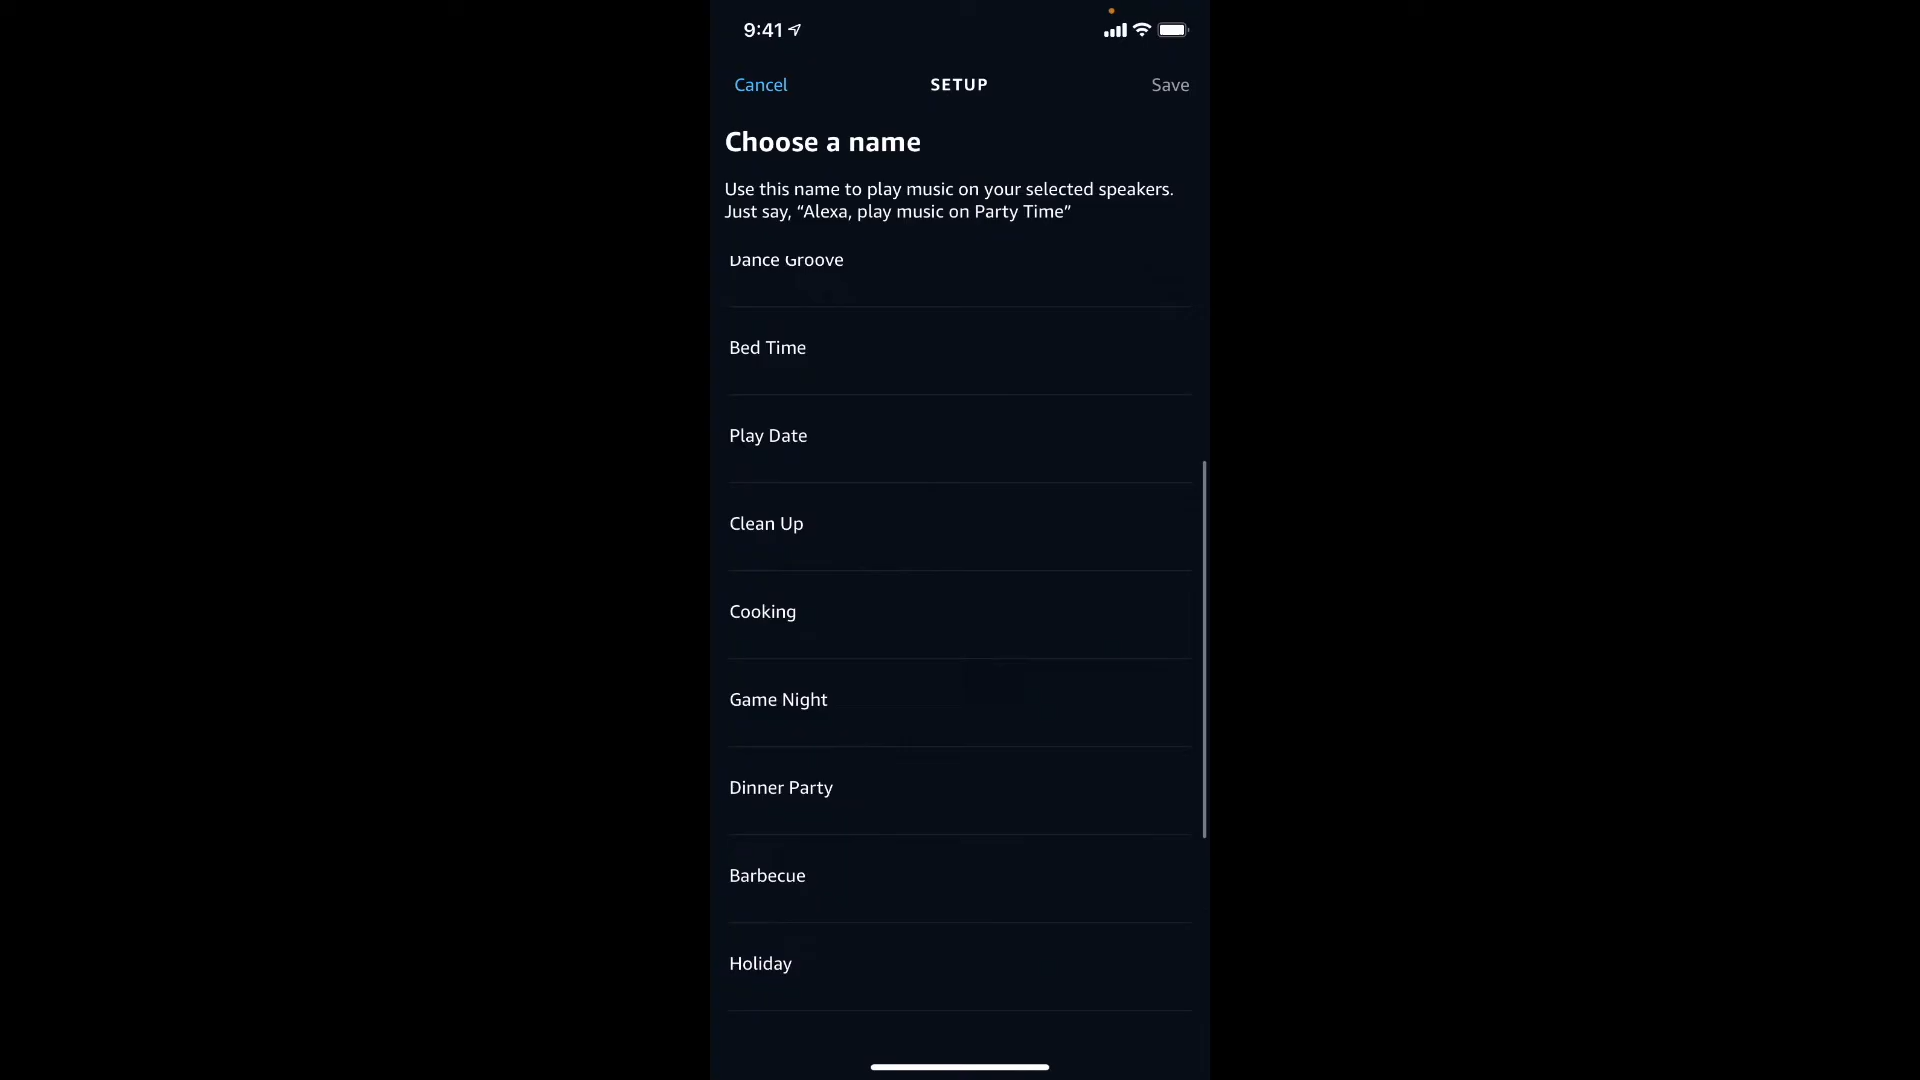 9:41
Cancel
SETUP
Save
Choose a name
Use this name to play music on your selected speakers.
Just say, “Alexa, play music on Party Time”
Dance Groove
Bed Time
Play Date
Clean Up
Cooking
Game Night
Dinner Party
Barbecue
Holiday